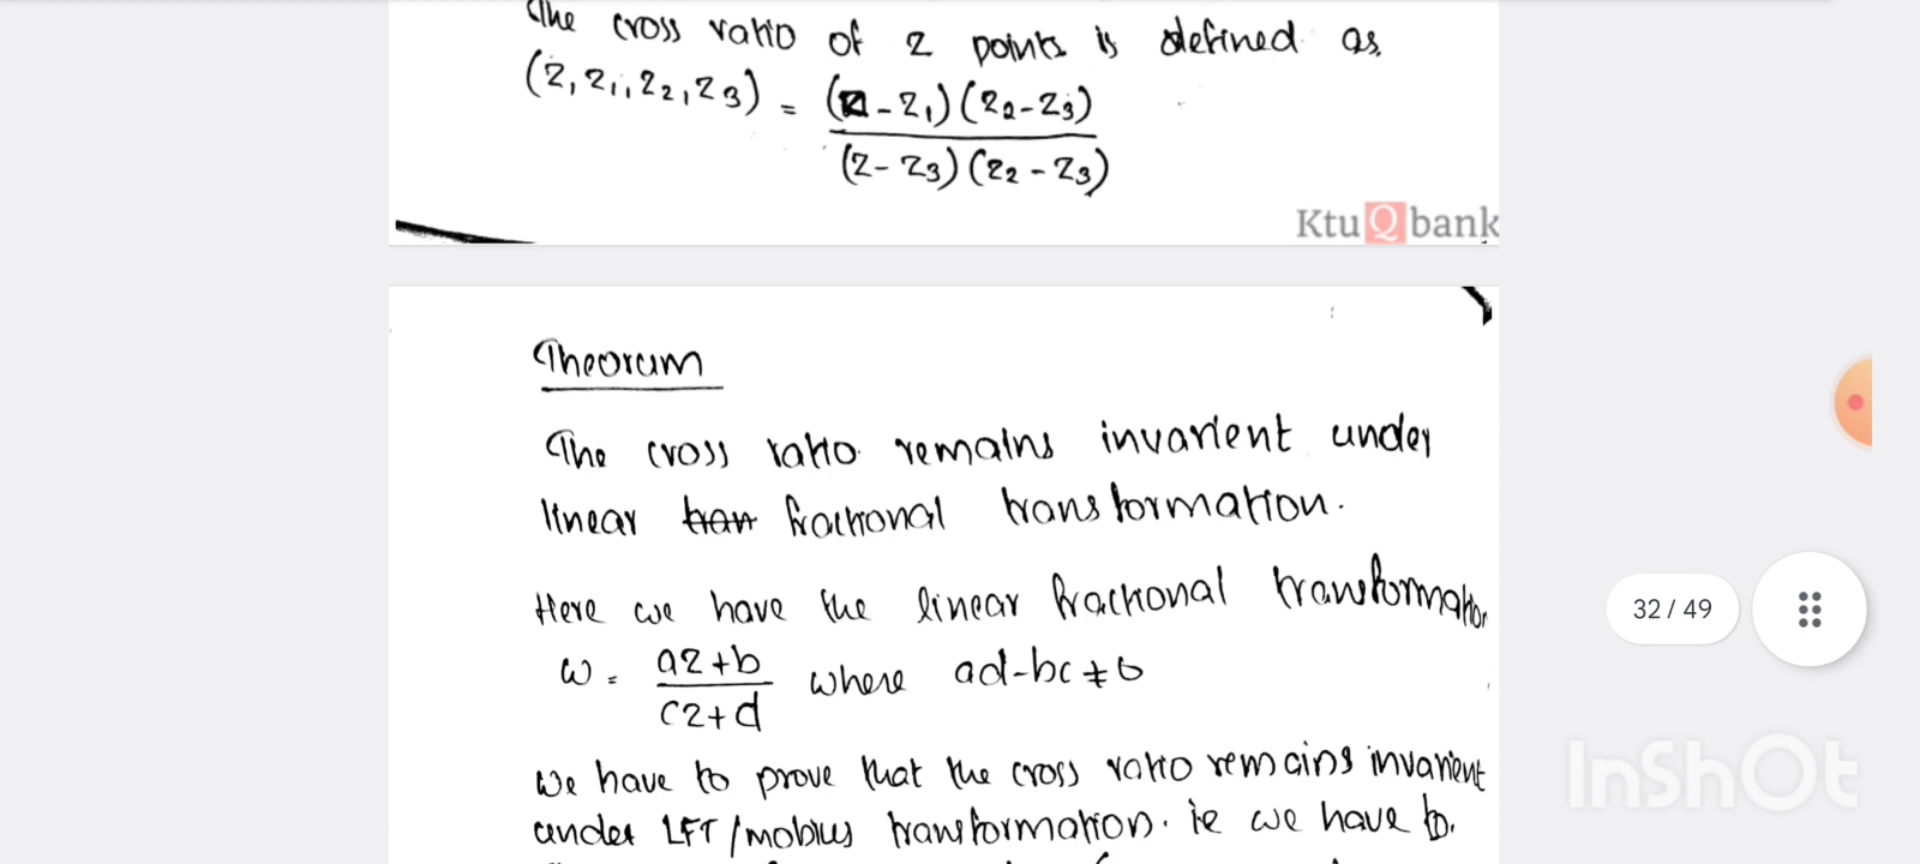 The cross ratio of z points is defined as
(z, z₁, z₂, z₃) = (z - z₁)(z₂ - z₃)
(z - z₃)(z₂ - z₃)
Ktu Q bank
Theorum
The cross ratio remains invarient under
linear tran fractional transformation.
Here we have the linear fractional transformation
w = az+b where ad-bc ≠ 0
cz+d
32 / 49
We have to prove that the cross ratio remains invarient
InShOt
under LFT/mobius transformation. ie we have to